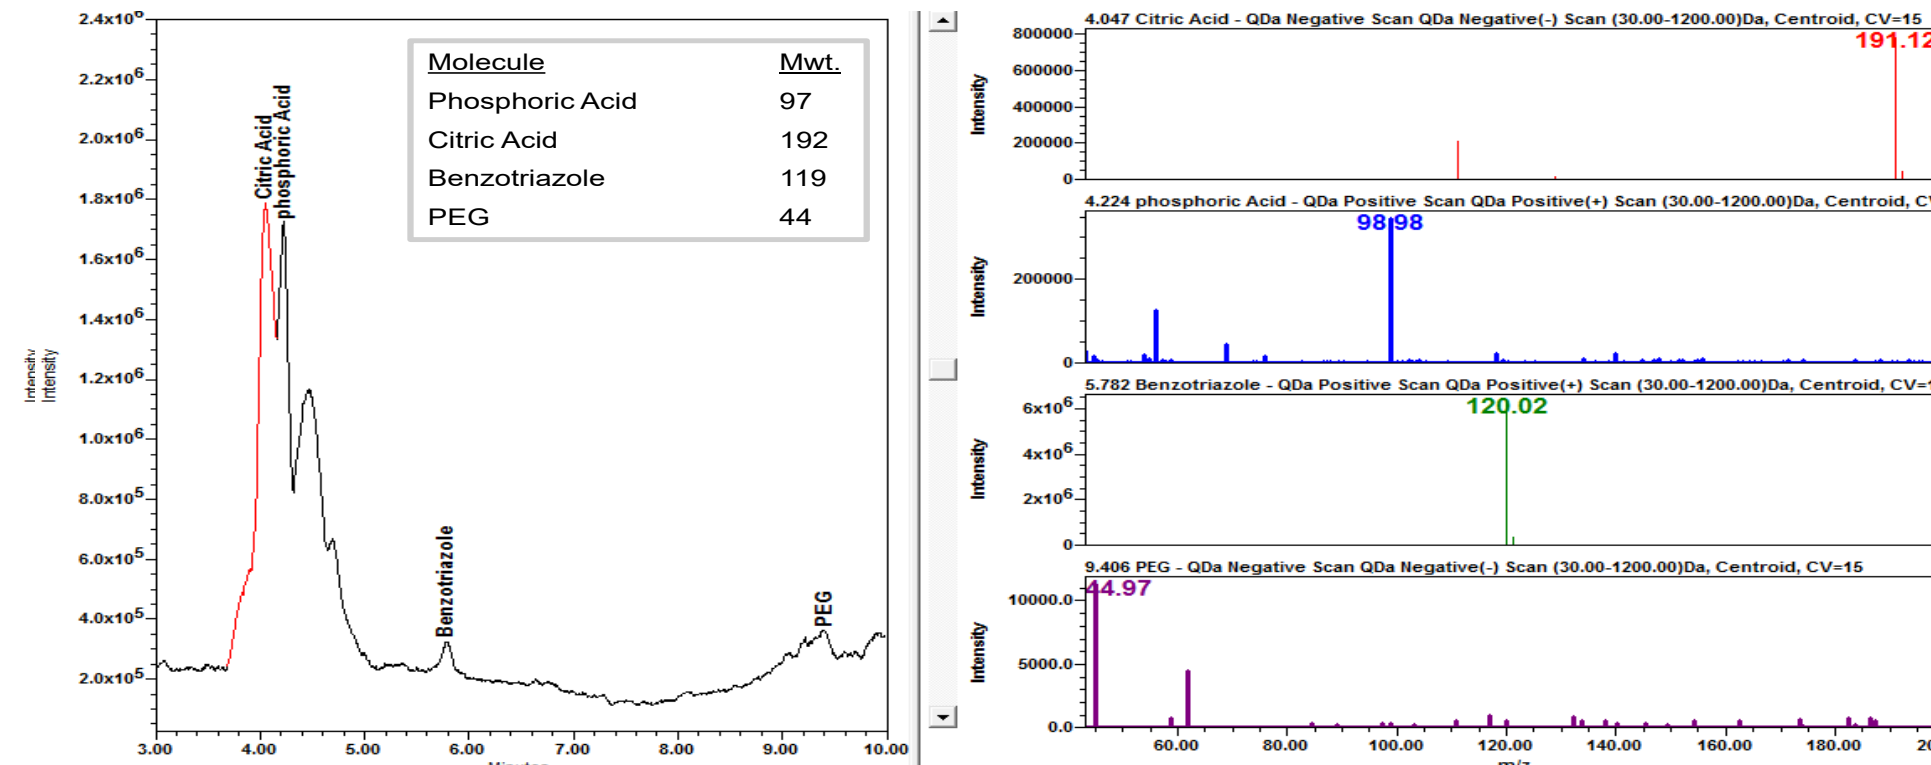 2.4x10⁶
2.2x10⁶
2.0x10⁶
1.8x10⁶
1.6x10⁶
1.4x10⁶
1.2x10⁶
1.0x10⁶
8.0x10⁵
6.0x10⁵
4.0x10⁵
2.0x10⁵
Intensity
Intensity
Citric Acid
phosphoric Acid
Benzotriazole
PEG
Molecule Mwt.
Phosphoric Acid 97
Citric Acid 192
Benzotriazole 119
PEG 44
3.00 4.00 5.00 6.00 7.00 8.00 9.00 10.00
Minutes
4.047 Citric Acid - QDa Negative Scan QDa Negative(-) Scan (30.00-1200.00)Da, Centroid, CV=15
191.12
800000
600000
400000
200000
0
Intensity
4.224 phosphoric Acid - QDa Positive Scan QDa Positive(+) Scan (30.00-1200.00)Da, Centroid, C
98.98
200000
0
Intensity
5.782 Benzotriazole - QDa Positive Scan QDa Positive(+) Scan (30.00-1200.00)Da, Centroid, CV=1
120.02
6x10⁶
4x10⁶
2x10⁶
0
Intensity
9.406 PEG - QDa Negative Scan QDa Negative(-) Scan (30.00-1200.00)Da, Centroid, CV=15
44.97
10000.0
5000.0
0.0
Intensity
60.00 80.00 100.00 120.00 140.00 160.00 180.00 20
m/z